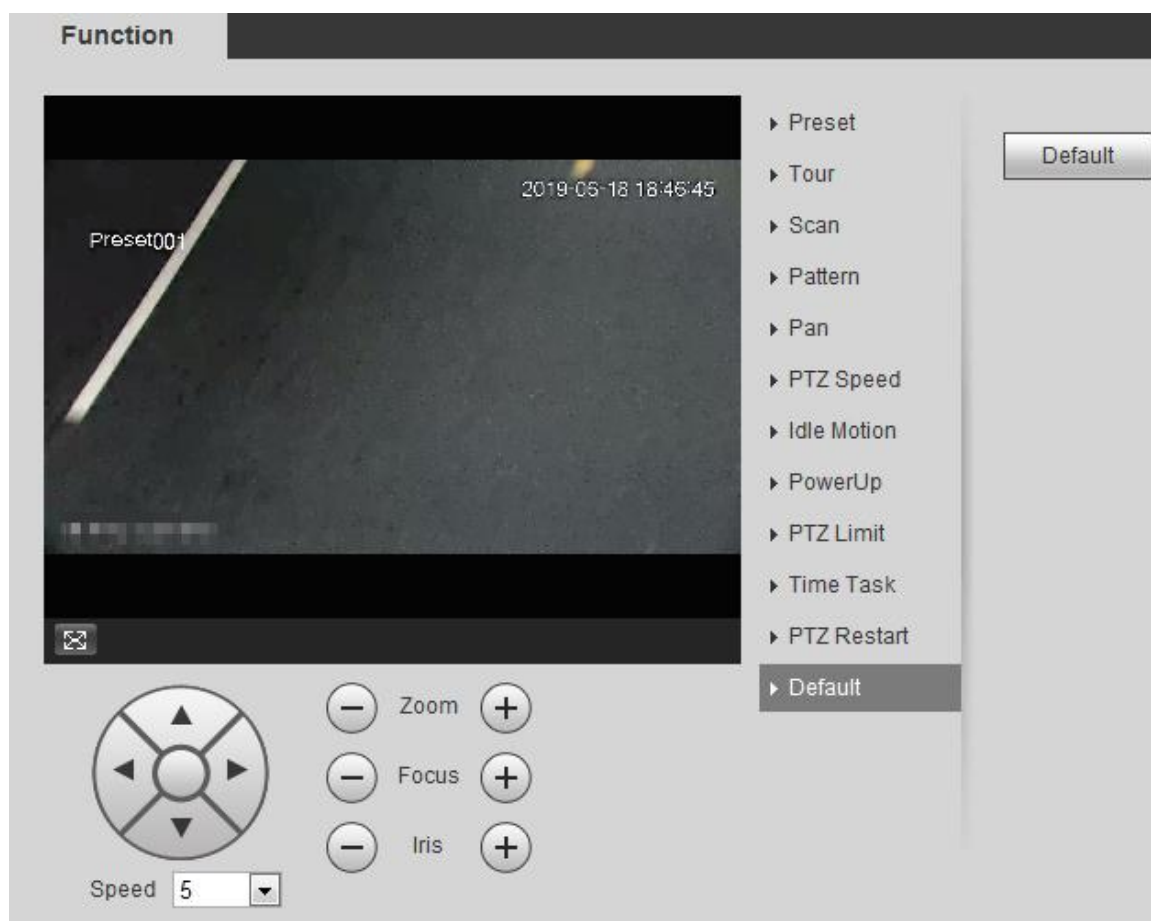 Function
2019-05-18 18:46:45
Preset001
Preset
Tour
Scan
Pattern
Pan
PTZ Speed
Idle Motion
PowerUp
PTZ Limit
Time Task
PTZ Restart
Default
Default
Zoom
Focus
Iris
Speed 5